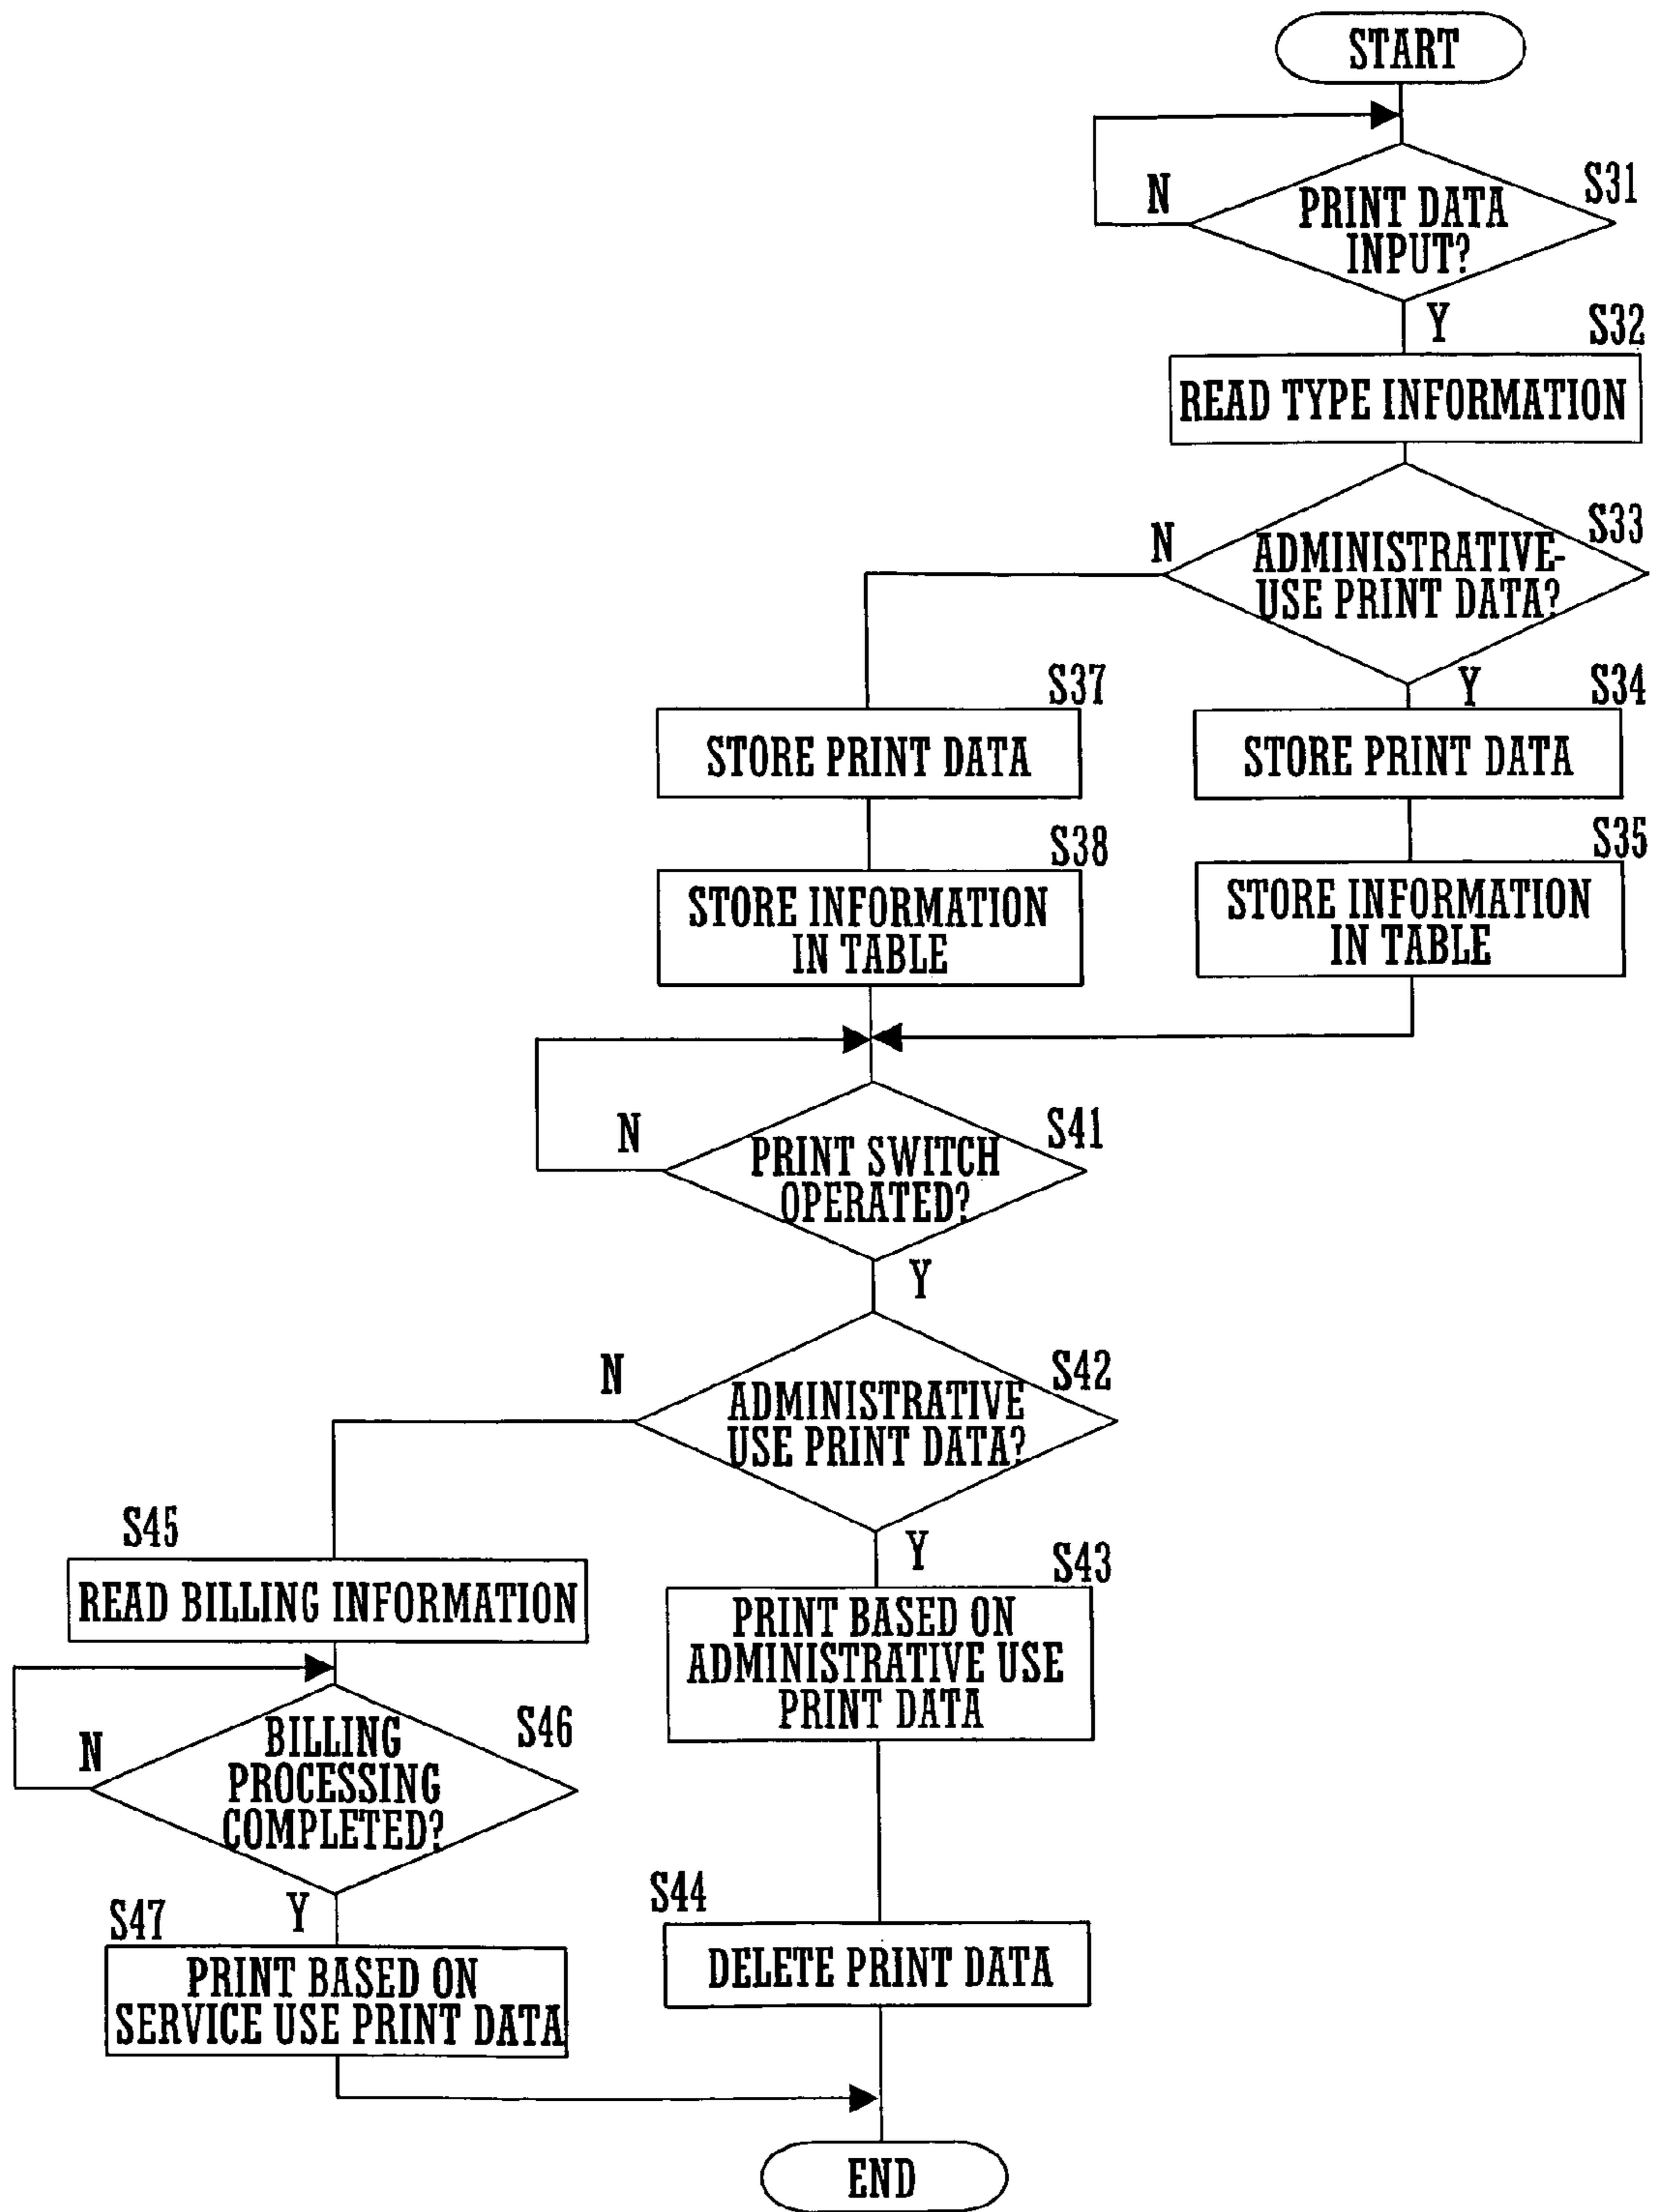 START
S31
N
PRINT DATA
INPUT?
Y
S32
READ TYPE INFORMATION
S33
N
ADMINISTRATIVE-
USE PRINT DATA?
Y
S37
S34
STORE PRINT DATA
STORE PRINT DATA
S38
S35
STORE INFORMATION
IN TABLE
STORE INFORMATION
IN TABLE
S41
N
PRINT SWITCH
OPERATED?
Y
S42
N
ADMINISTRATIVE
USE PRINT DATA?
Y
S45
READ BILLING INFORMATION
S43
PRINT BASED ON
ADMINISTRATIVE USE
PRINT DATA
S46
N
BILLING
PROCESSING
COMPLETED?
Y
S44
DELETE PRINT DATA
S47
PRINT BASED ON
SERVICE USE PRINT DATA
END